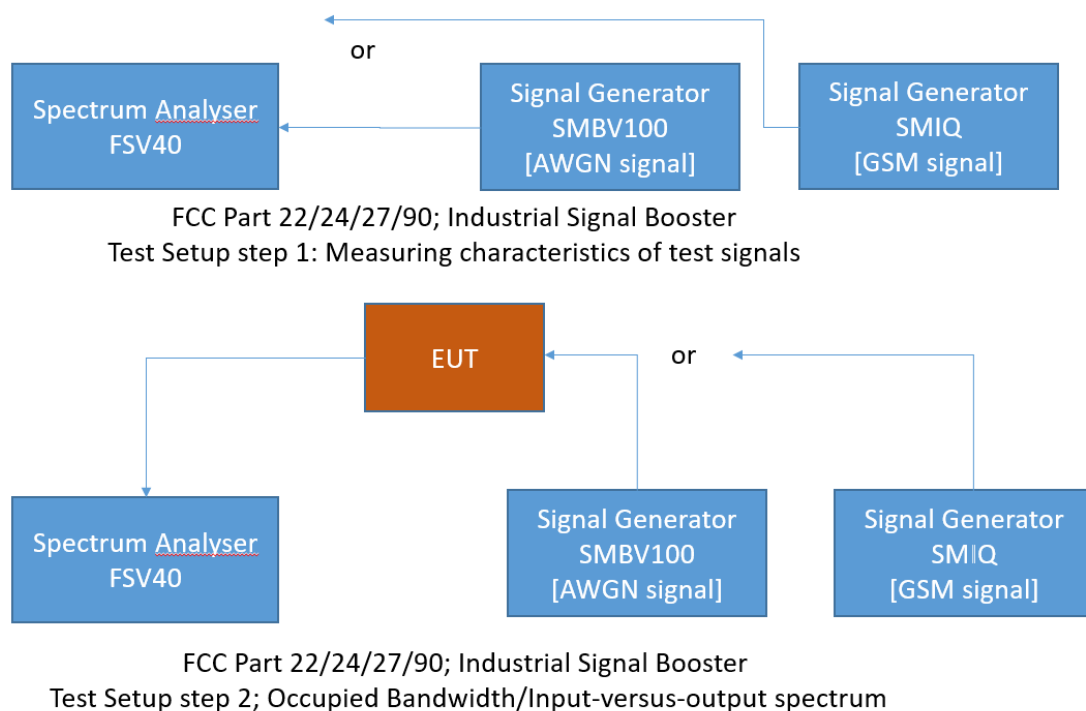 or
Spectrum Analyser
FSV40
Signal Generator
SMBV100
[AWGN signal]
Signal Generator
SMIQ
[GSM signal]
FCC Part 22/24/27/90; Industrial Signal Booster
Test Setup step 1: Measuring characteristics of test signals
EUT
or
Spectrum Analyser
FSV40
Signal Generator
SMBV100
[AWGN signal]
Signal Generator
SMIQ
[GSM signal]
FCC Part 22/24/27/90; Industrial Signal Booster
Test Setup step 2; Occupied Bandwidth/Input-versus-output spectrum